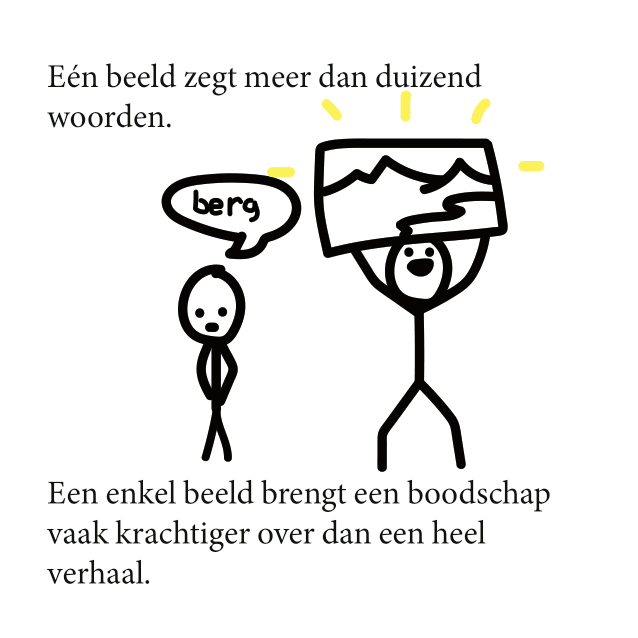 Eén beeld zegt meer dan duizend
woorden.
berg
Een enkel beeld brengt een boodschap
vaak krachtiger over dan een heel
verhaal.